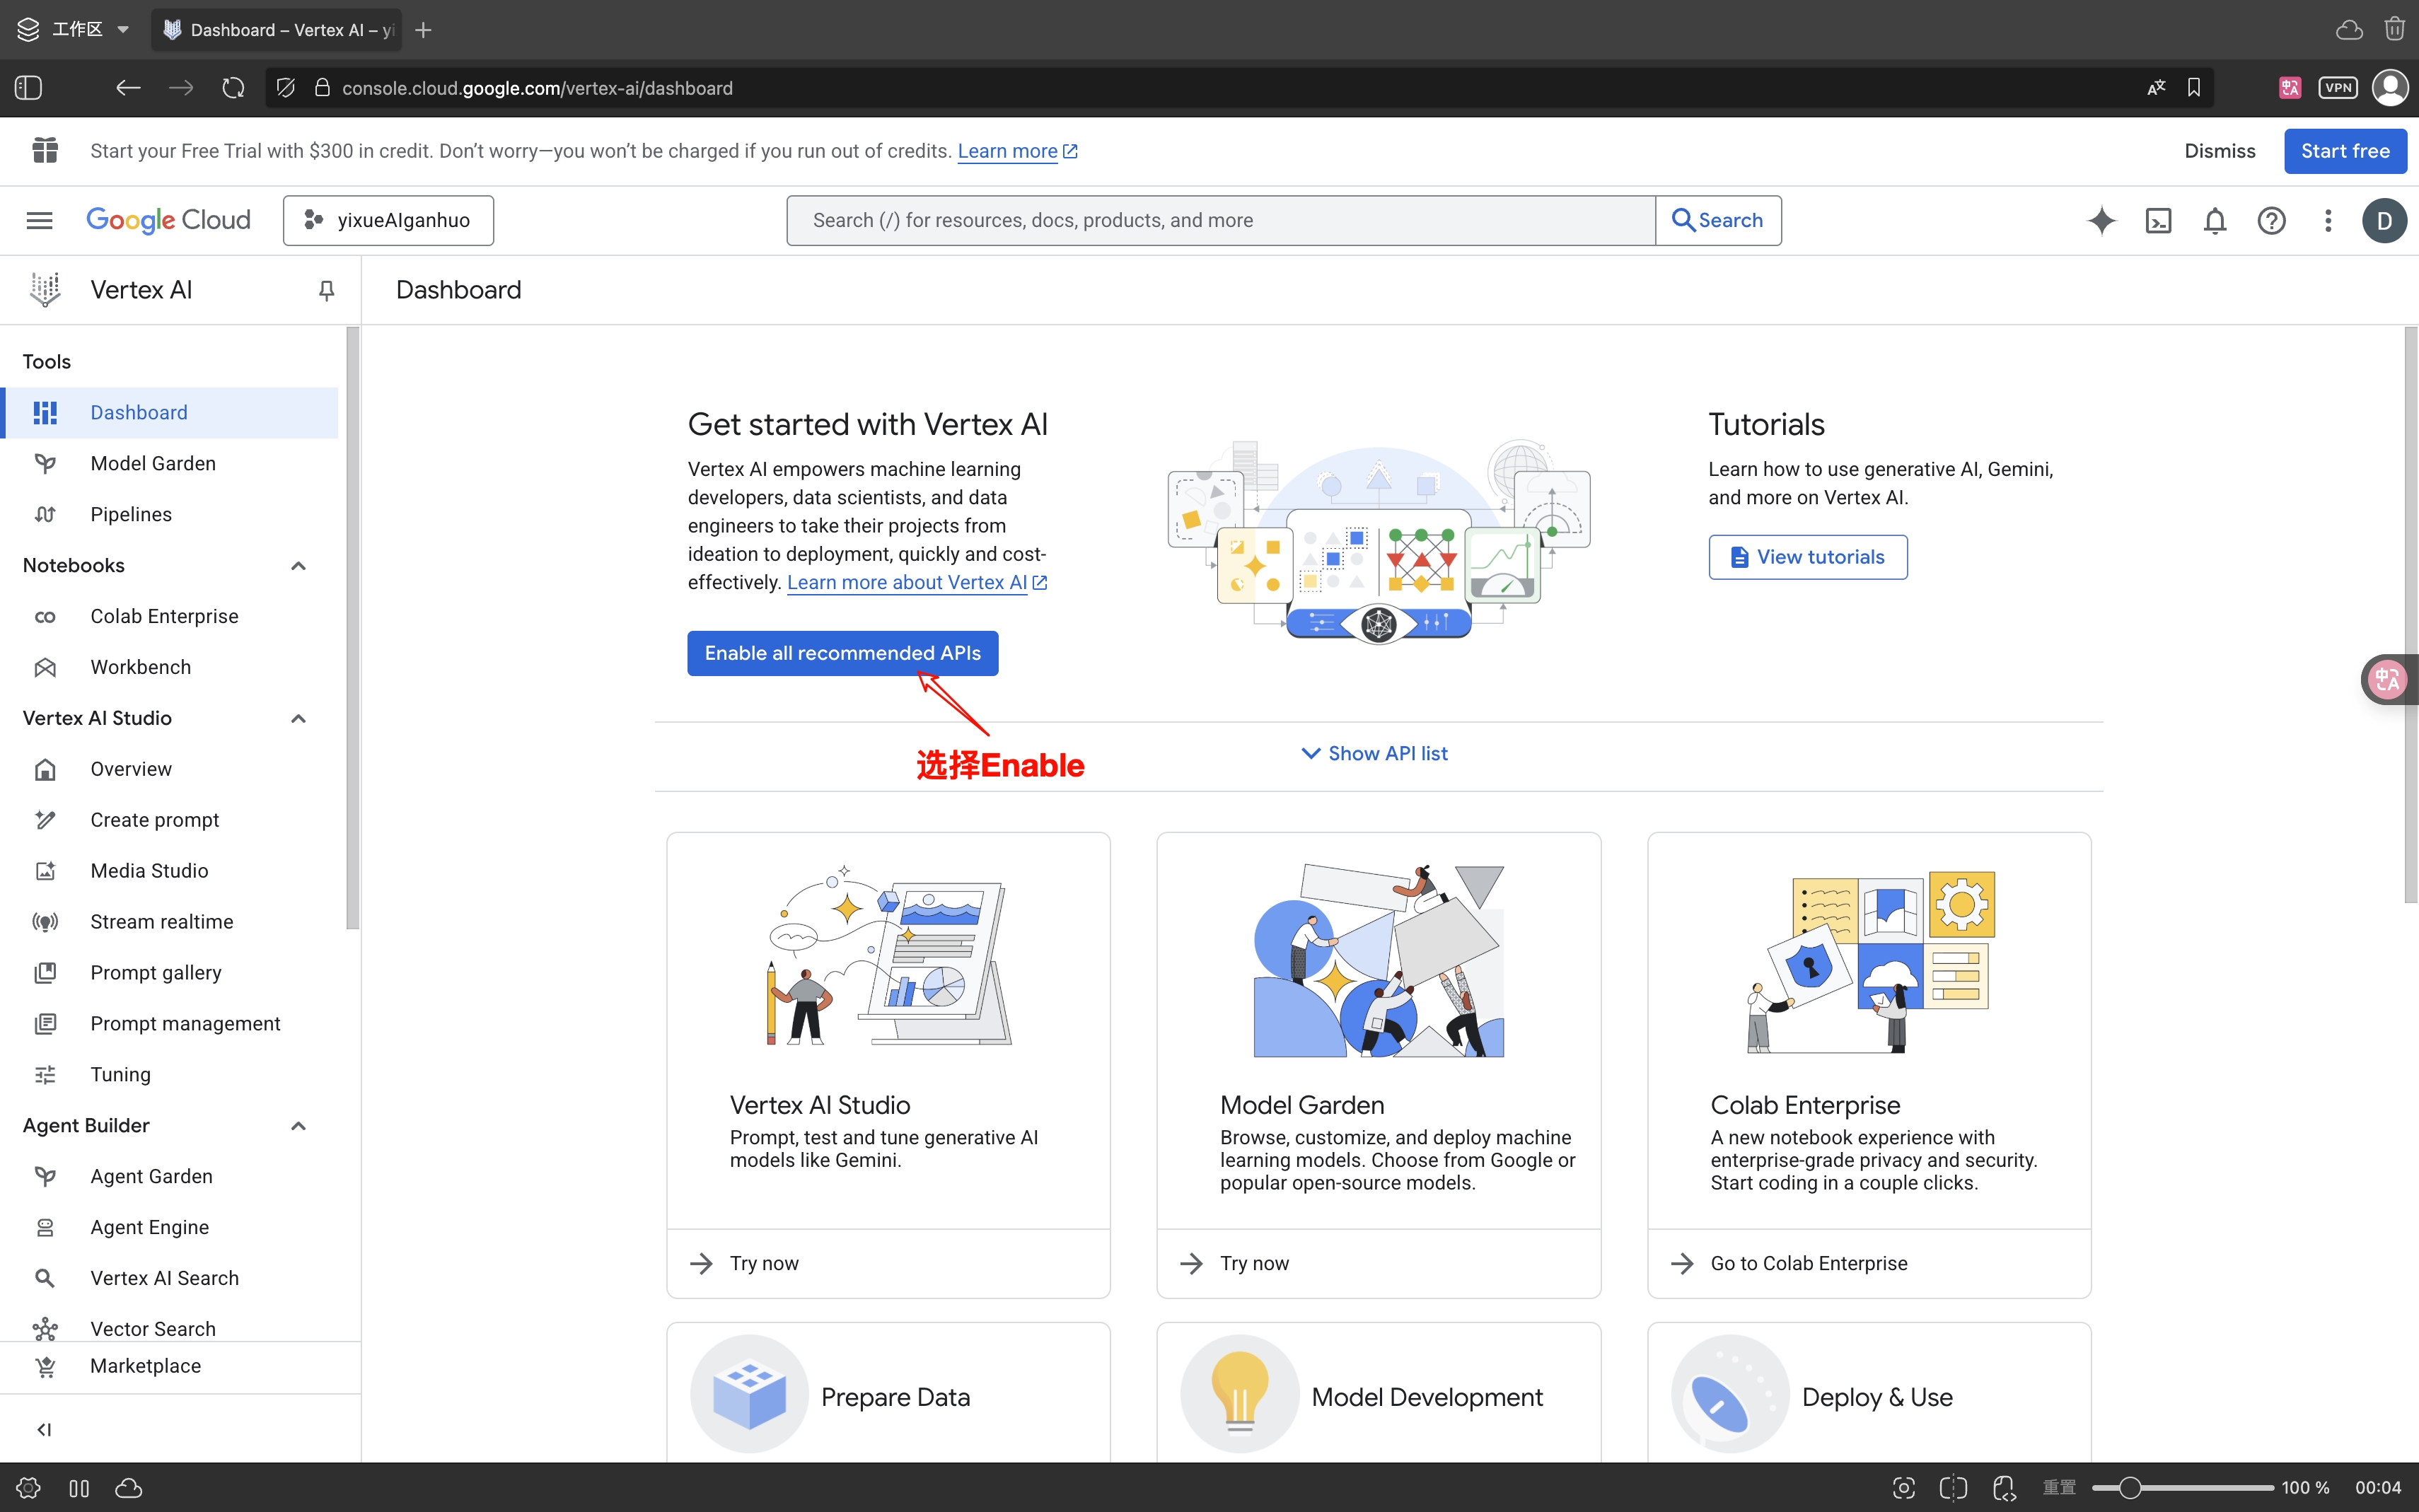 工作区
Dashboard – Vertex AI – yi
console.cloud.google.com/vertex-ai/dashboard
VPN
Start your Free Trial with $300 in credit. Don’t worry—you won’t be charged if you run out of credits. Learn more
Dismiss
Start free
Google Cloud
yixueAIganhuo
Search (/) for resources, docs, products, and more
Search
D
Vertex AI
Dashboard
Tools
Dashboard
Model Garden
Pipelines
Notebooks
Colab Enterprise
Workbench
Vertex AI Studio
Overview
Create prompt
Media Studio
Stream realtime
Prompt gallery
Prompt management
Tuning
Agent Builder
Agent Garden
Agent Engine
Vertex AI Search
Vector Search
Marketplace
Get started with Vertex AI
Vertex AI empowers machine learning
developers, data scientists, and data
engineers to take their projects from
ideation to deployment, quickly and cost-
effectively. Learn more about Vertex AI
Enable all recommended APIs
选择Enable
Tutorials
Learn how to use generative AI, Gemini,
and more on Vertex AI.
View tutorials
Show API list
Vertex AI Studio
Prompt, test and tune generative AI
models like Gemini.
Try now
Model Garden
Browse, customize, and deploy machine
learning models. Choose from Google or
popular open-source models.
Try now
Colab Enterprise
A new notebook experience with
enterprise-grade privacy and security.
Start coding in a couple clicks.
Go to Colab Enterprise
Prepare Data
Model Development
Deploy & Use
重置
100 %
00:04